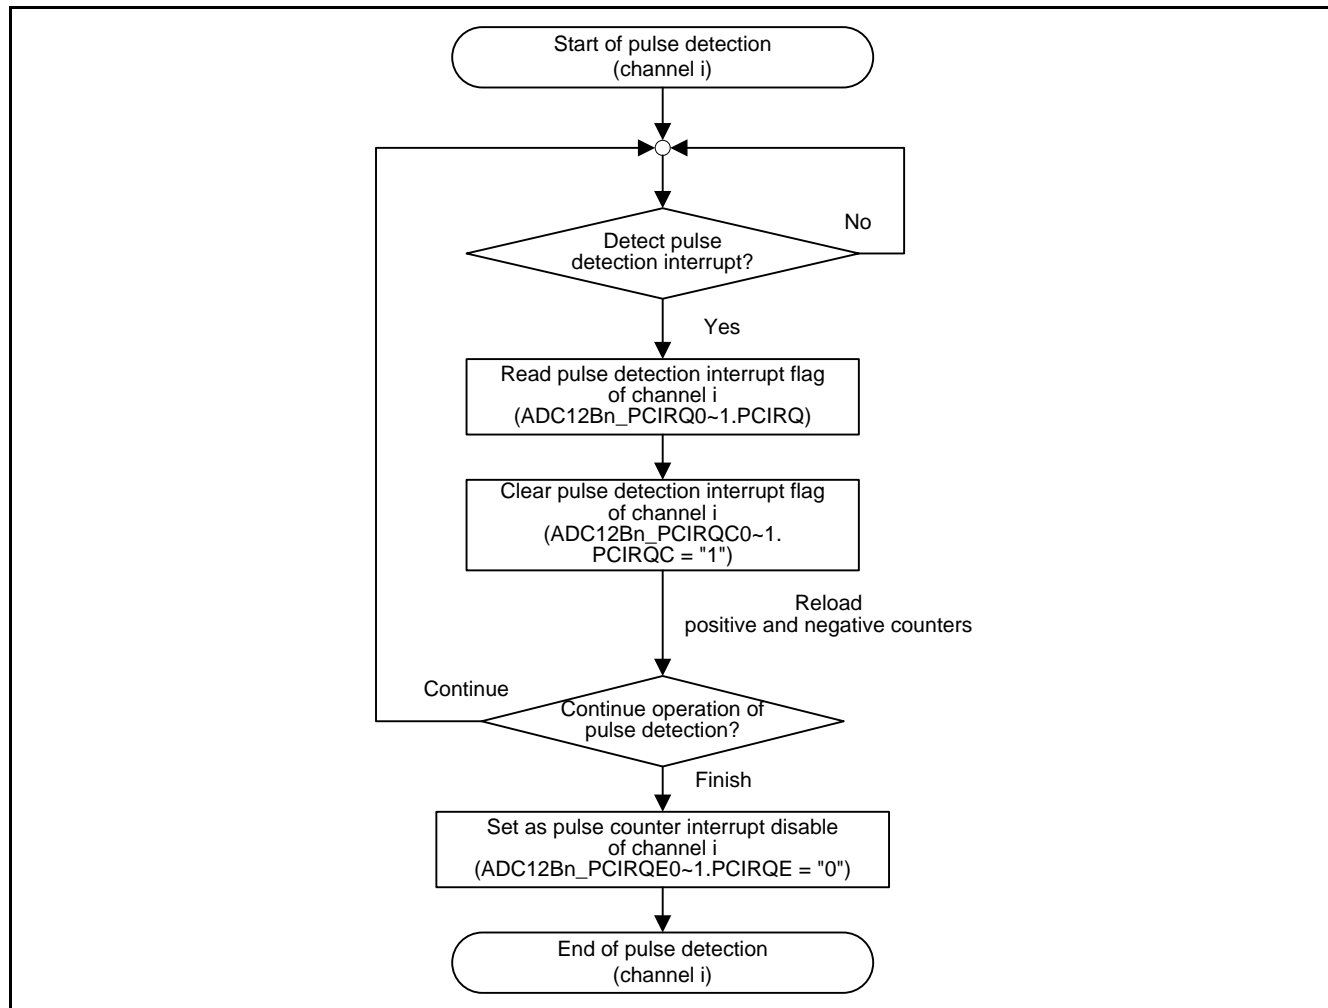 Start of pulse detection
(channel i)
No
Detect pulse
detection interrupt?
Yes
Read pulse detection interrupt flag
of channel i
(ADC12Bn_PCIRQ0~1.PCIRQ)
Clear pulse detection interrupt flag
of channel i
(ADC12Bn_PCIRQC0~1.
PCIRQC = "1")
Reload
positive and negative counters
Continue
Continue operation of
pulse detection?
Finish
Set as pulse counter interrupt disable
of channel i
(ADC12Bn_PCIRQE0~1.PCIRQE = "0")
End of pulse detection
(channel i)